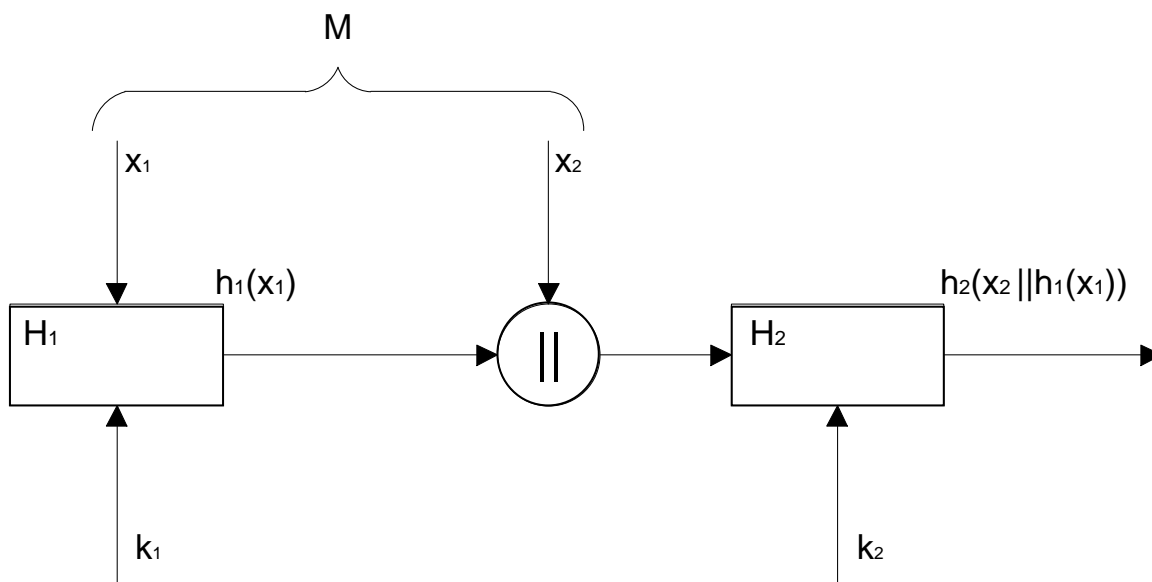 M
x₁
x₂
h₁(x₁)
h₂(x₂ ||h₁(x₁))
H₁
||
H₂
k₁
k₂